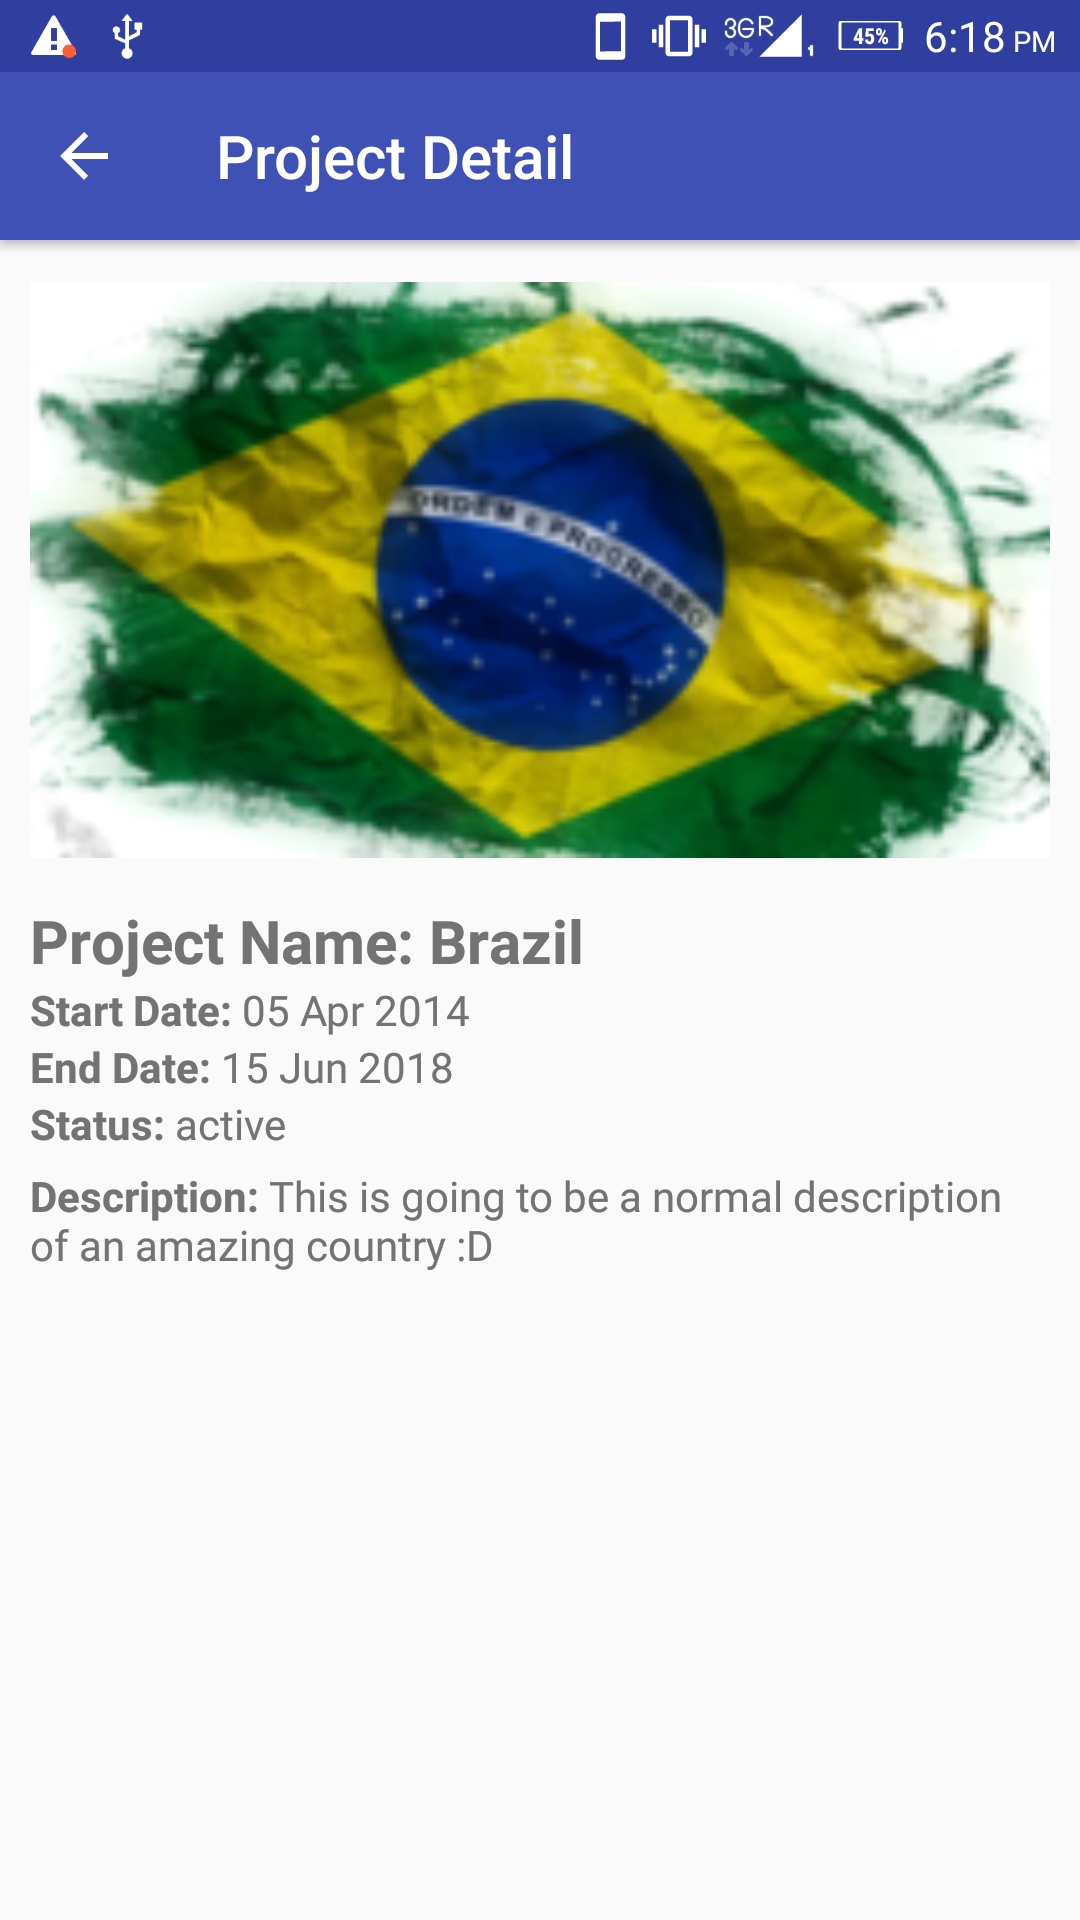 3G R 1 45% 6:18 PM
Project Detail
ORDEM E PROGRESSO
Project Name: Brazil
Start Date: 05 Apr 2014
End Date: 15 Jun 2018
Status: active
Description: This is going to be a normal description
of an amazing country :D